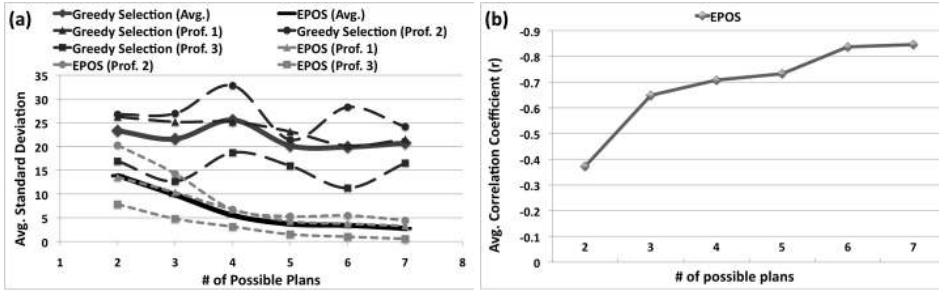 (a)
Greedy Selection (Avg.) EPOS (Avg.)
Greedy Selection (Prof. 1) Greedy Selection (Prof. 2)
Greedy Selection (Prof. 3) EPOS (Prof. 1)
EPOS (Prof. 2) EPOS (Prof. 3)
Avg. Standard Deviation
35
30
25
20
15
10
5
0
1 2 3 4 5 6 7 8
# of Possible Plans
(b)
EPOS
Avg. Correlation Coefficient (r)
-0.9
-0.8
-0.7
-0.6
-0.5
-0.4
-0.3
-0.2
-0.1
0
2 3 4 5 6 7
# of possible plans